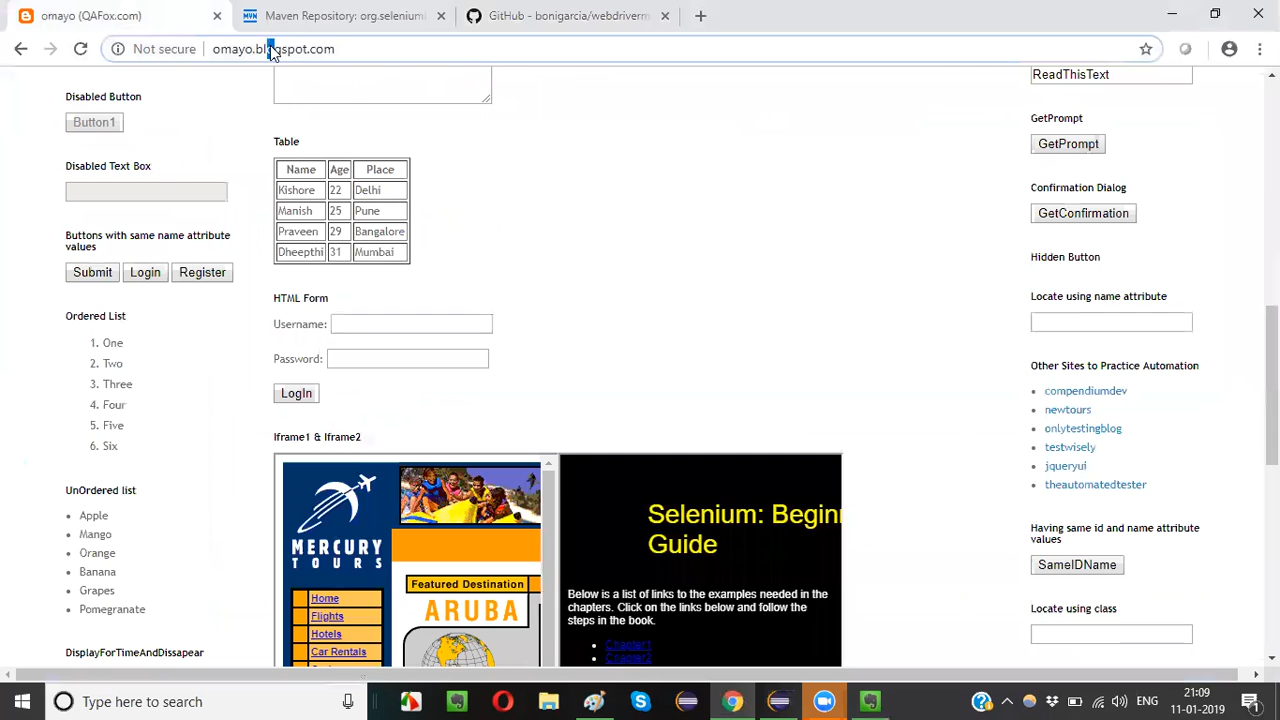 omayo (QAFox.com)
Maven Repository: org.seleniumi
GitHub - bonigarcia/webdriverm
Not secure
omayo.blogspot.com
Disabled Button
Button1
Disabled Text Box
Buttons with same name attribute
values
Submit Login Register
Ordered List
1. One
2. Two
3. Three
4. Four
5. Five
6. Six
UnOrdered list
Apple
Mango
Orange
Banana
Grapes
Pomegranate
DisplayForTimeAndDissapear
Table
Name Age Place
Kishore 22 Delhi
Manish 25 Pune
Praveen 29 Bangalore
Dheepthi 31 Mumbai
HTML Form
Username:
Password:
LogIn
Iframe1 & Iframe2
MERCURY
TOURS
Home
Flights
Hotels
Car Rentals
Featured Destination
ARUBA
Selenium: Beginn
Guide
Below is a list of links to the examples needed in the
chapters. Click on the links below and follow the
steps in the book.
Chapter1
Chapter2
ReadThisText
GetPrompt
GetPrompt
Confirmation Dialog
GetConfirmation
Hidden Button
Locate using name attribute
Other Sites to Practice Automation
compendiumdev
newtours
onlytestingblog
testwisely
jqueryui
theautomatedtester
Having same id and name attribute
values
SameIDName
Locate using class
Type here to search
ENG
21:09
11-01-2019